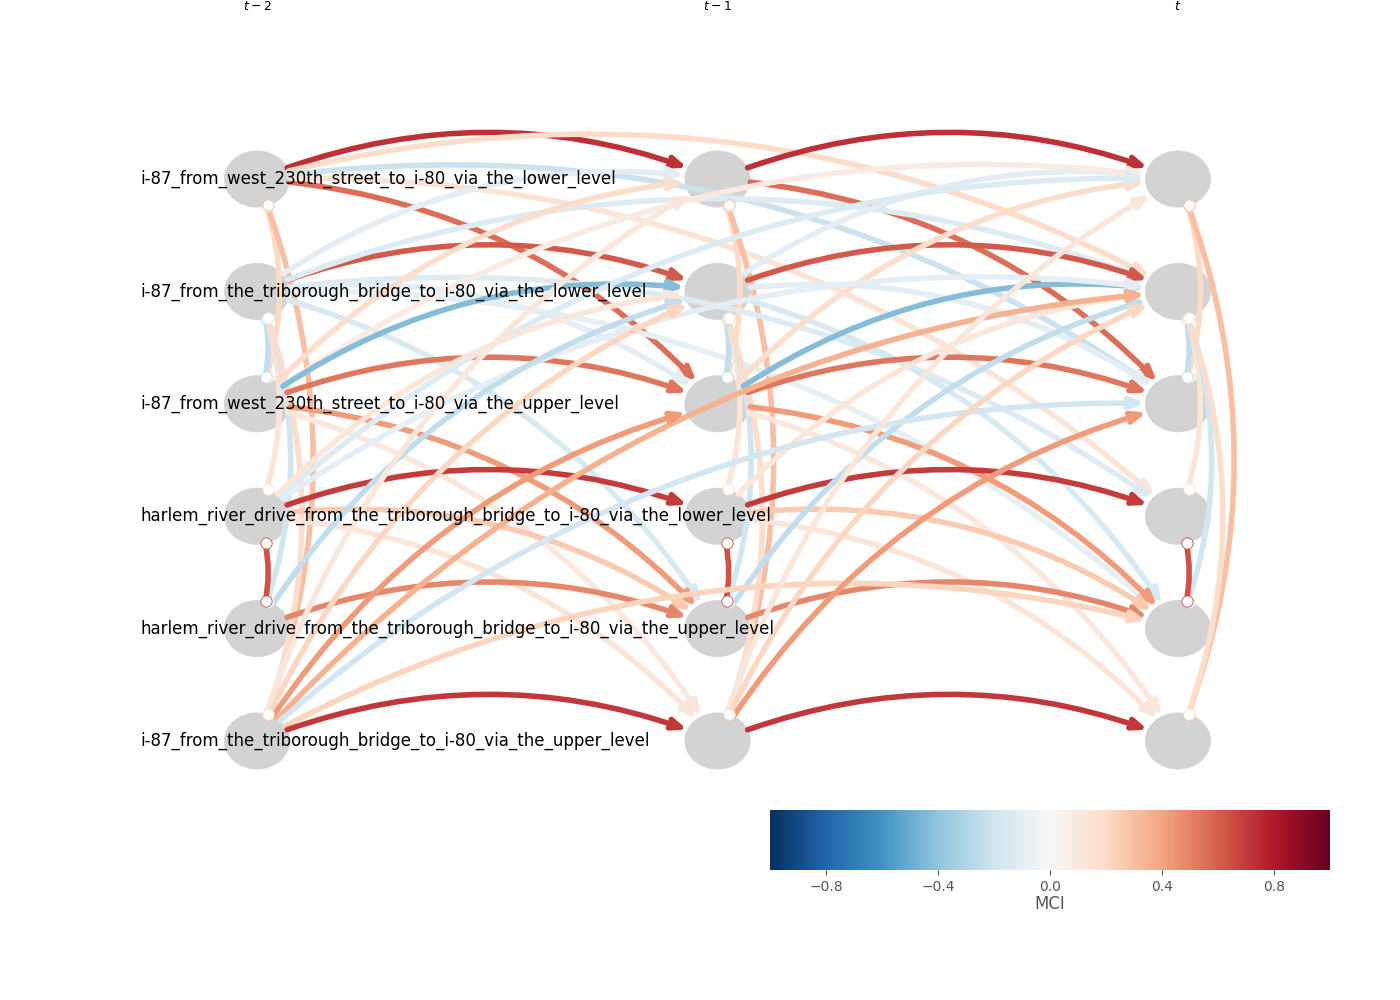 t − 2 t − 1 t
i-87_from_west_230th_street_to_i-80_via_the_lower_level
i-87_from_the_triborough_bridge_to_i-80_via_the_lower_level
i-87_from_west_230th_street_to_i-80_via_the_upper_level
harlem_river_drive_from_the_triborough_bridge_to_i-80_via_the_lower_level
harlem_river_drive_from_the_triborough_bridge_to_i-80_via_the_upper_level
i-87_from_the_triborough_bridge_to_i-80_via_the_upper_level
−0.8 −0.4 0.0 0.4 0.8
MCI